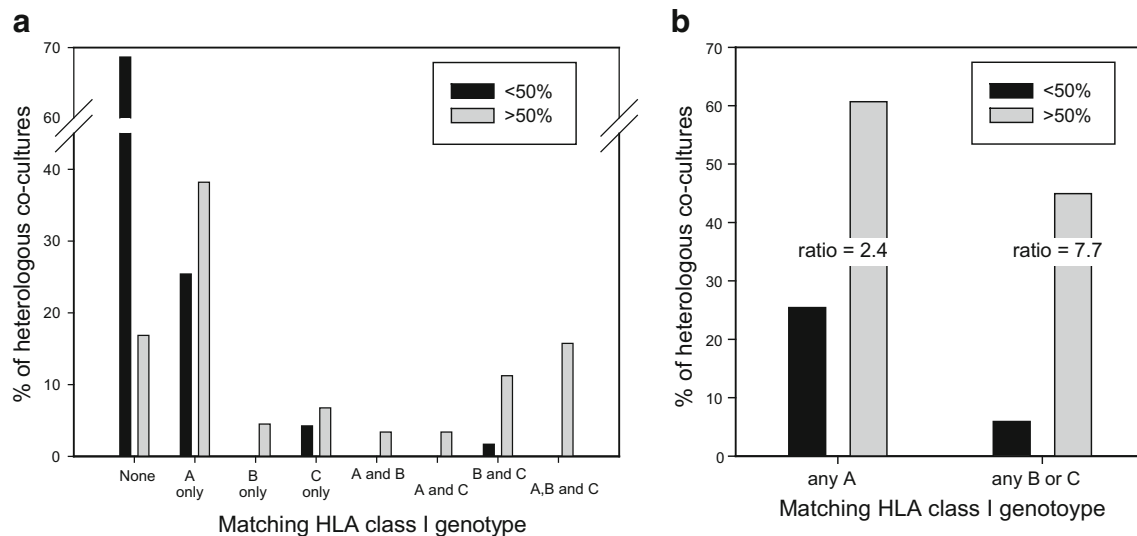 a
70
60
40
30
20
10
0
% of heterologous co-cultures
<50%
>50%
None
A only
B only
C only
A and B
A and C
B and C
A,B and C
Matching HLA class I genotype
b
70
60
50
40
30
20
10
0
% of heterologous co-cultures
<50%
>50%
ratio = 2.4
ratio = 7.7
any A
any B or C
Matching HLA class I genotoype